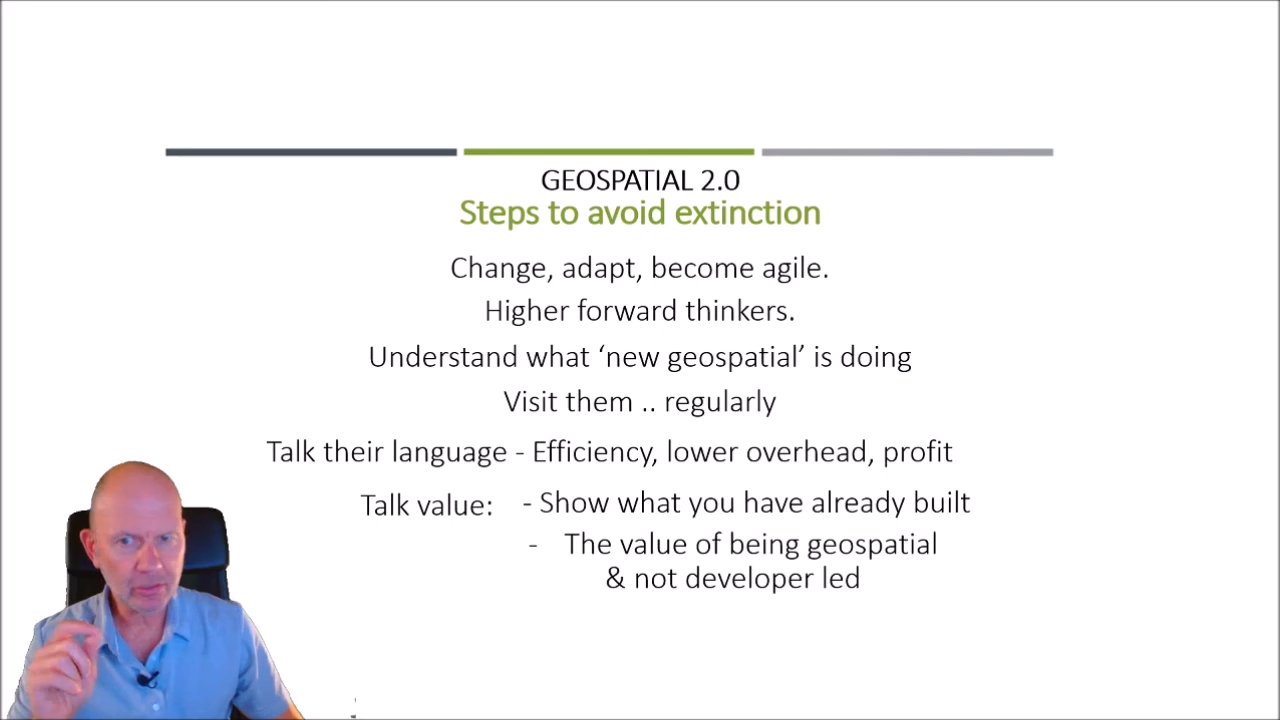 GEOSPATIAL 2.0
Steps to avoid extinction
Change, adapt, become agile.
Higher forward thinkers.
Understand what ‘new geospatial’ is doing
Visit them .. regularly
Talk their language - Efficiency, lower overhead, profit
Talk value: - Show what you have already built
- The value of being geospatial
& not developer led